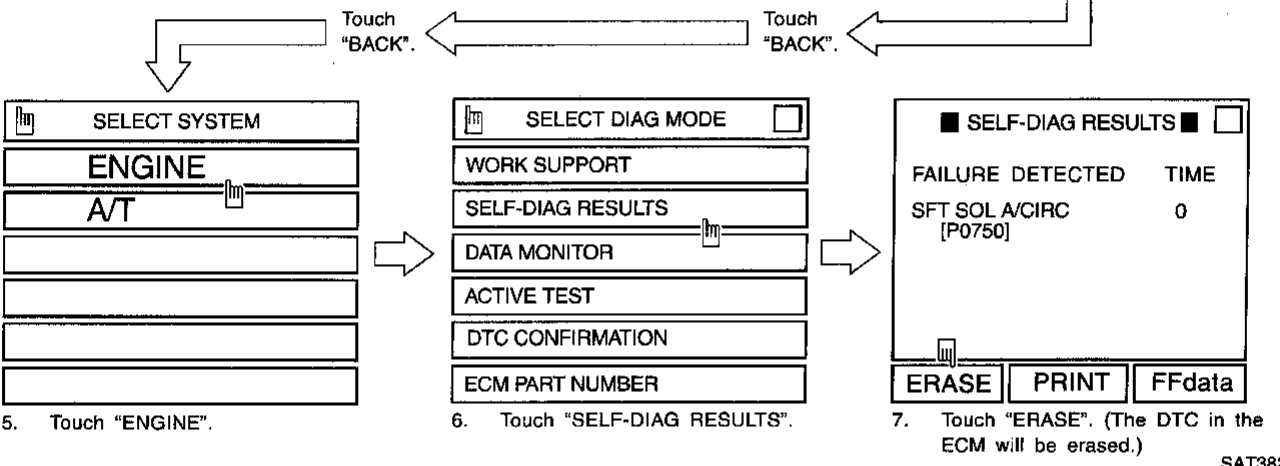 Touch
"BACK".
Touch
"BACK".
SELECT SYSTEM
ENGINE
A/T
5. Touch "ENGINE".
SELECT DIAG MODE
WORK SUPPORT
SELF-DIAG RESULTS
DATA MONITOR
ACTIVE TEST
DTC CONFIRMATION
ECM PART NUMBER
6. Touch "SELF-DIAG RESULTS".
■ SELF-DIAG RESULTS ■
FAILURE DETECTED TIME
SFT SOL A/CIRC 0
[P0750]
ERASE PRINT FFdata
7. Touch "ERASE". (The DTC in the
ECM will be erased.)